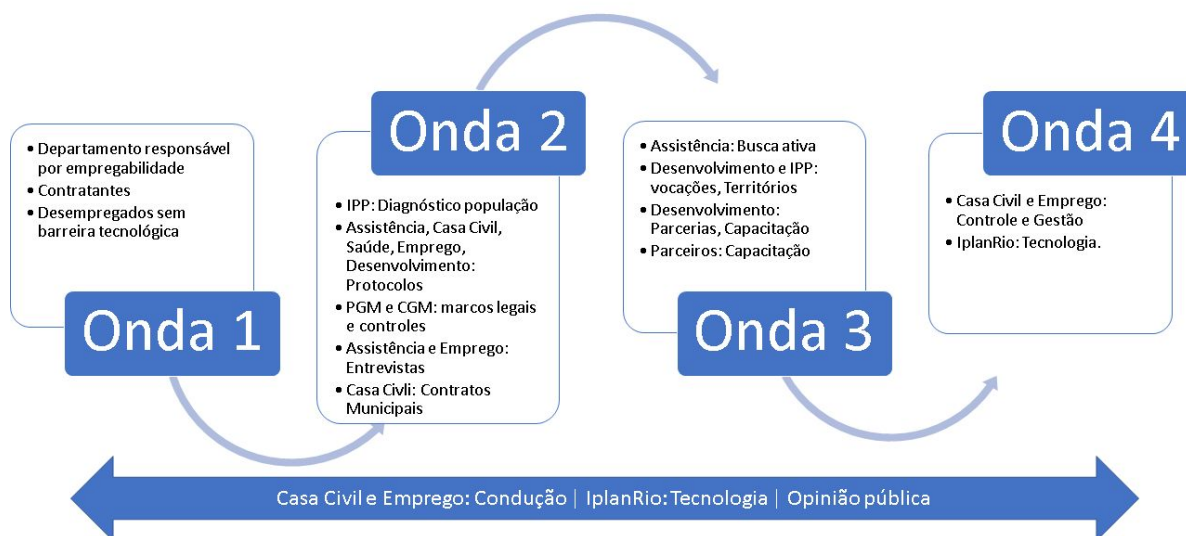 • Departamento responsável
por empregabilidade
• Contratantes
• Desempregados sem
barreira tecnológica
Onda 1
Onda 2
• IPP: Diagnóstico população
• Assistência, Casa Civil,
Saúde, Emprego,
Desenvolvimento:
Protocolos
• PGM e CGM: marcos legais
e controles
• Assistência e Emprego:
Entrevistas
• Casa Civli: Contratos
Municipais
• Assistência: Busca ativa
• Desenvolvimento e IPP:
vocações, Territórios
• Desenvolvimento:
Parcerias, Capacitação
• Parceiros: Capacitação
Onda 3
Onda 4
• Casa Civil e Emprego:
Controle e Gestão
• IplanRio: Tecnologia.
Casa Civil e Emprego: Condução | IplanRio: Tecnologia | Opinião pública